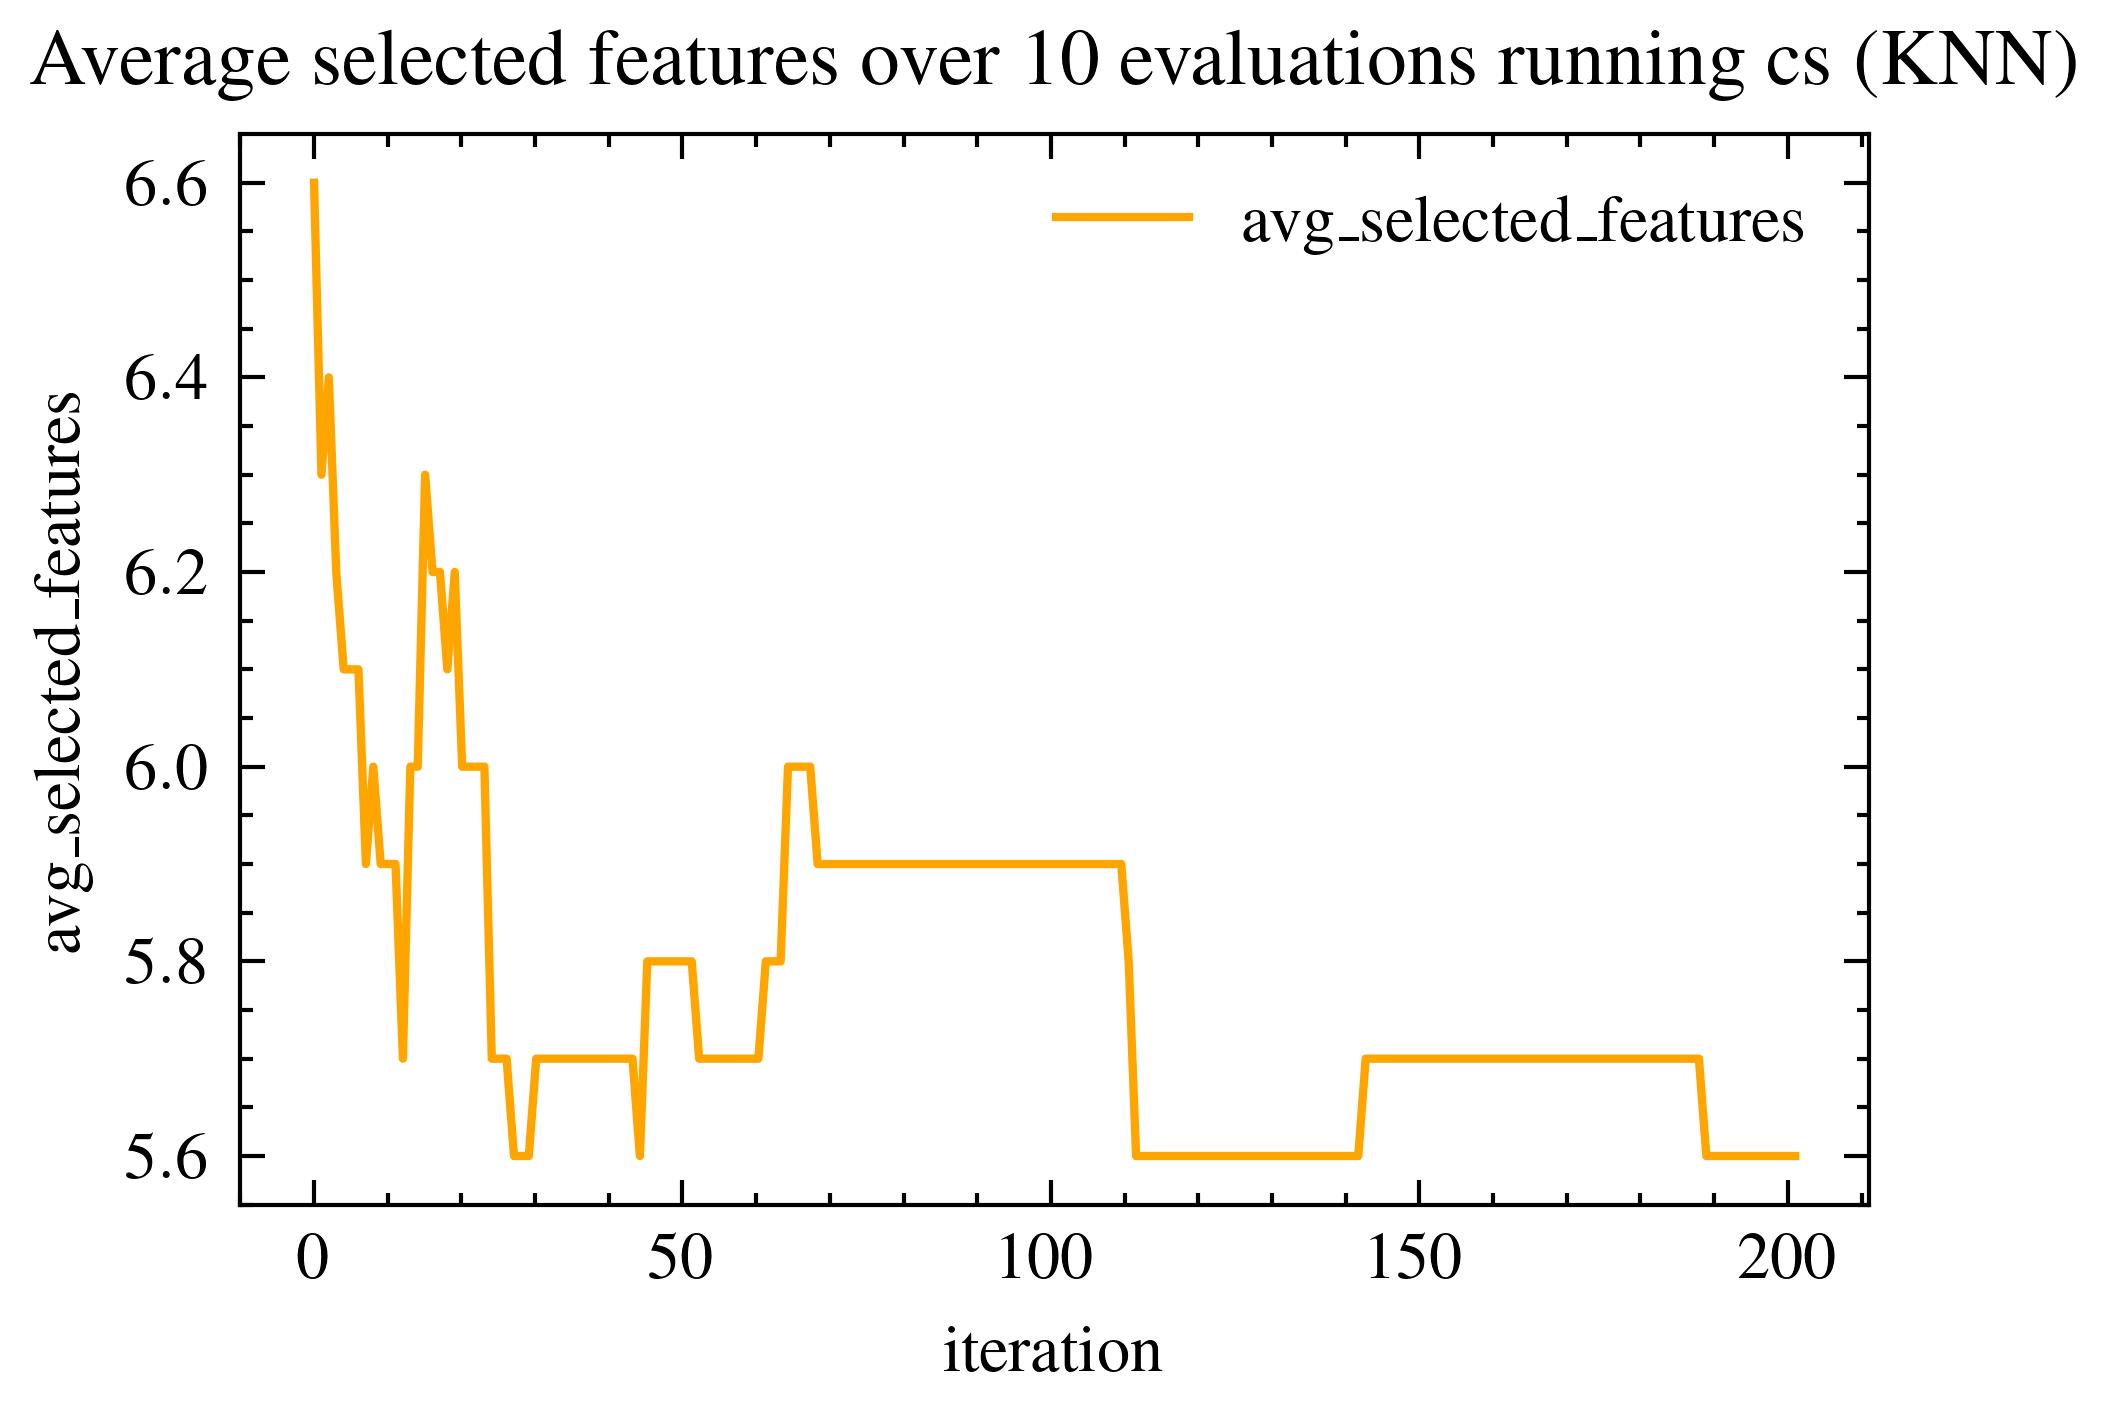 Average selected features over 10 evaluations running cs (KNN)
avg_selected_features
avg_selected_features
6.6
6.4
6.2
6.0
5.8
5.6
0 50 100 150 200
iteration